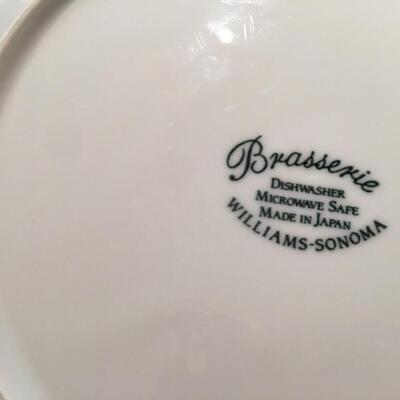 Brasserie
DISHWASHER
MICROWAVE SAFE
MADE IN JAPAN
WILLIAMS-SONOMA